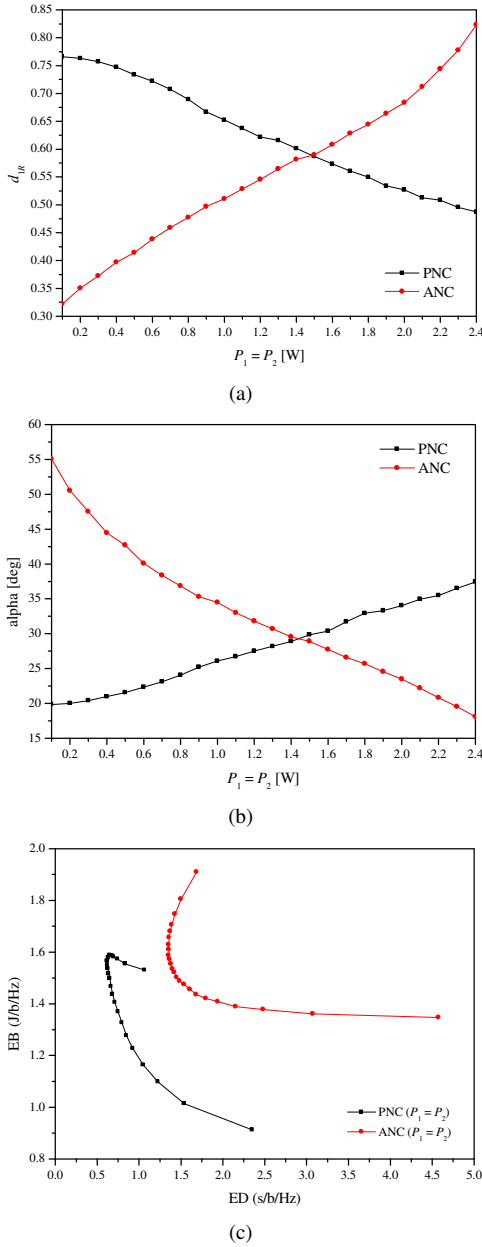 0.85
0.80
0.75
0.70
0.65
0.60
0.55
0.50
0.45
0.40
0.35
0.30
d1R
PNC
ANC
0.2 0.4 0.6 0.8 1.0 1.2 1.4 1.6 1.8 2.0 2.2 2.4
P1 = P2 [W]
(a)
60
55
50
45
40
35
30
25
20
15
alpha [deg]
PNC
ANC
0.2 0.4 0.6 0.8 1.0 1.2 1.4 1.6 1.8 2.0 2.2 2.4
P1 = P2 [W]
(b)
2.0
1.8
1.6
1.4
1.2
1.0
0.8
EB (J/b/Hz)
PNC (P1 = P2)
ANC (P1 = P2)
0.0 0.5 1.0 1.5 2.0 2.5 3.0 3.5 4.0 4.5 5.0
ED (s/b/Hz)
(c)